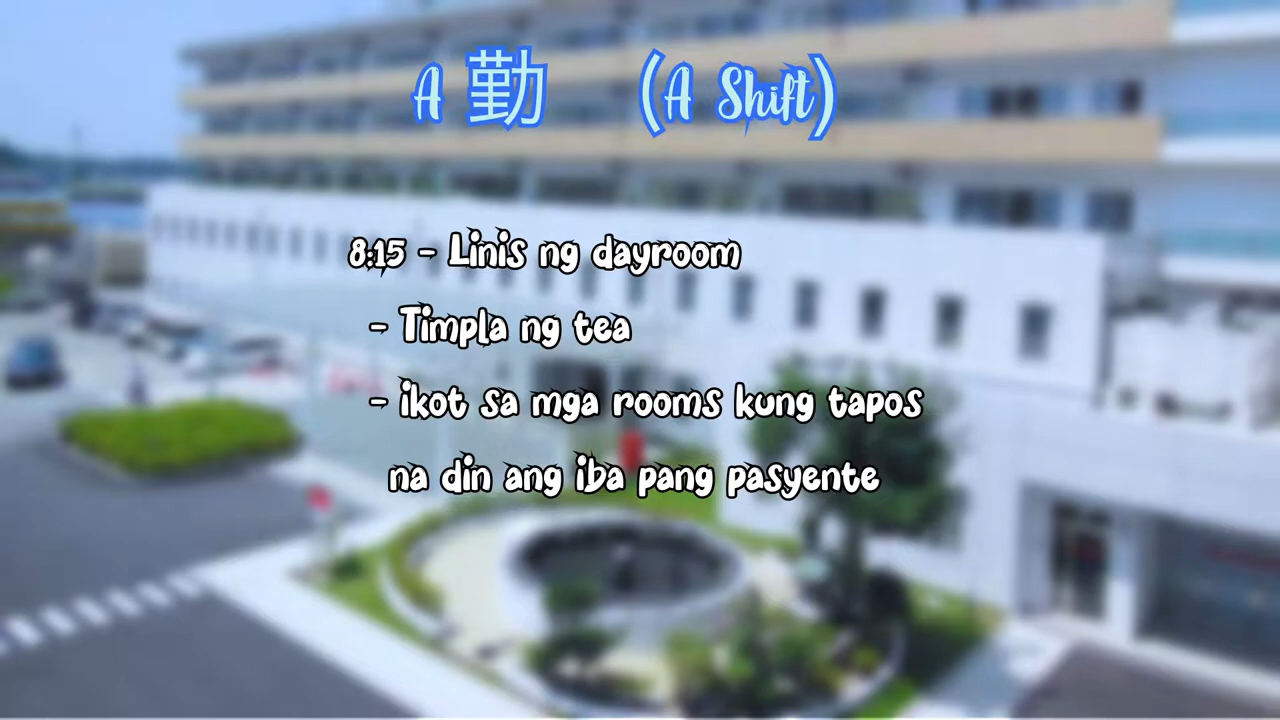 A 勤 (A Shift)
8:15 - Linis ng dayroom
- Timpla ng tea
- ikot sa mga rooms kung tapos
na din ang iba pang pasyente